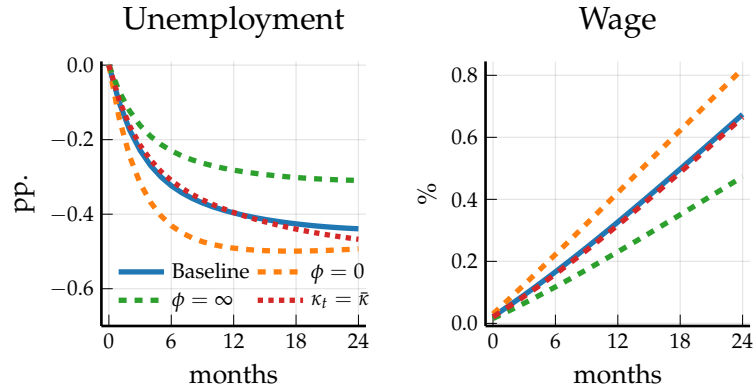 Unemployment
pp.
0.0
−0.2
−0.4
−0.6
Baseline
ϕ = 0
ϕ = ∞
κₜ = κ̄
0 6 12 18 24
months
Wage
%
0.8
0.6
0.4
0.2
0.0
0 6 12 18 24
months